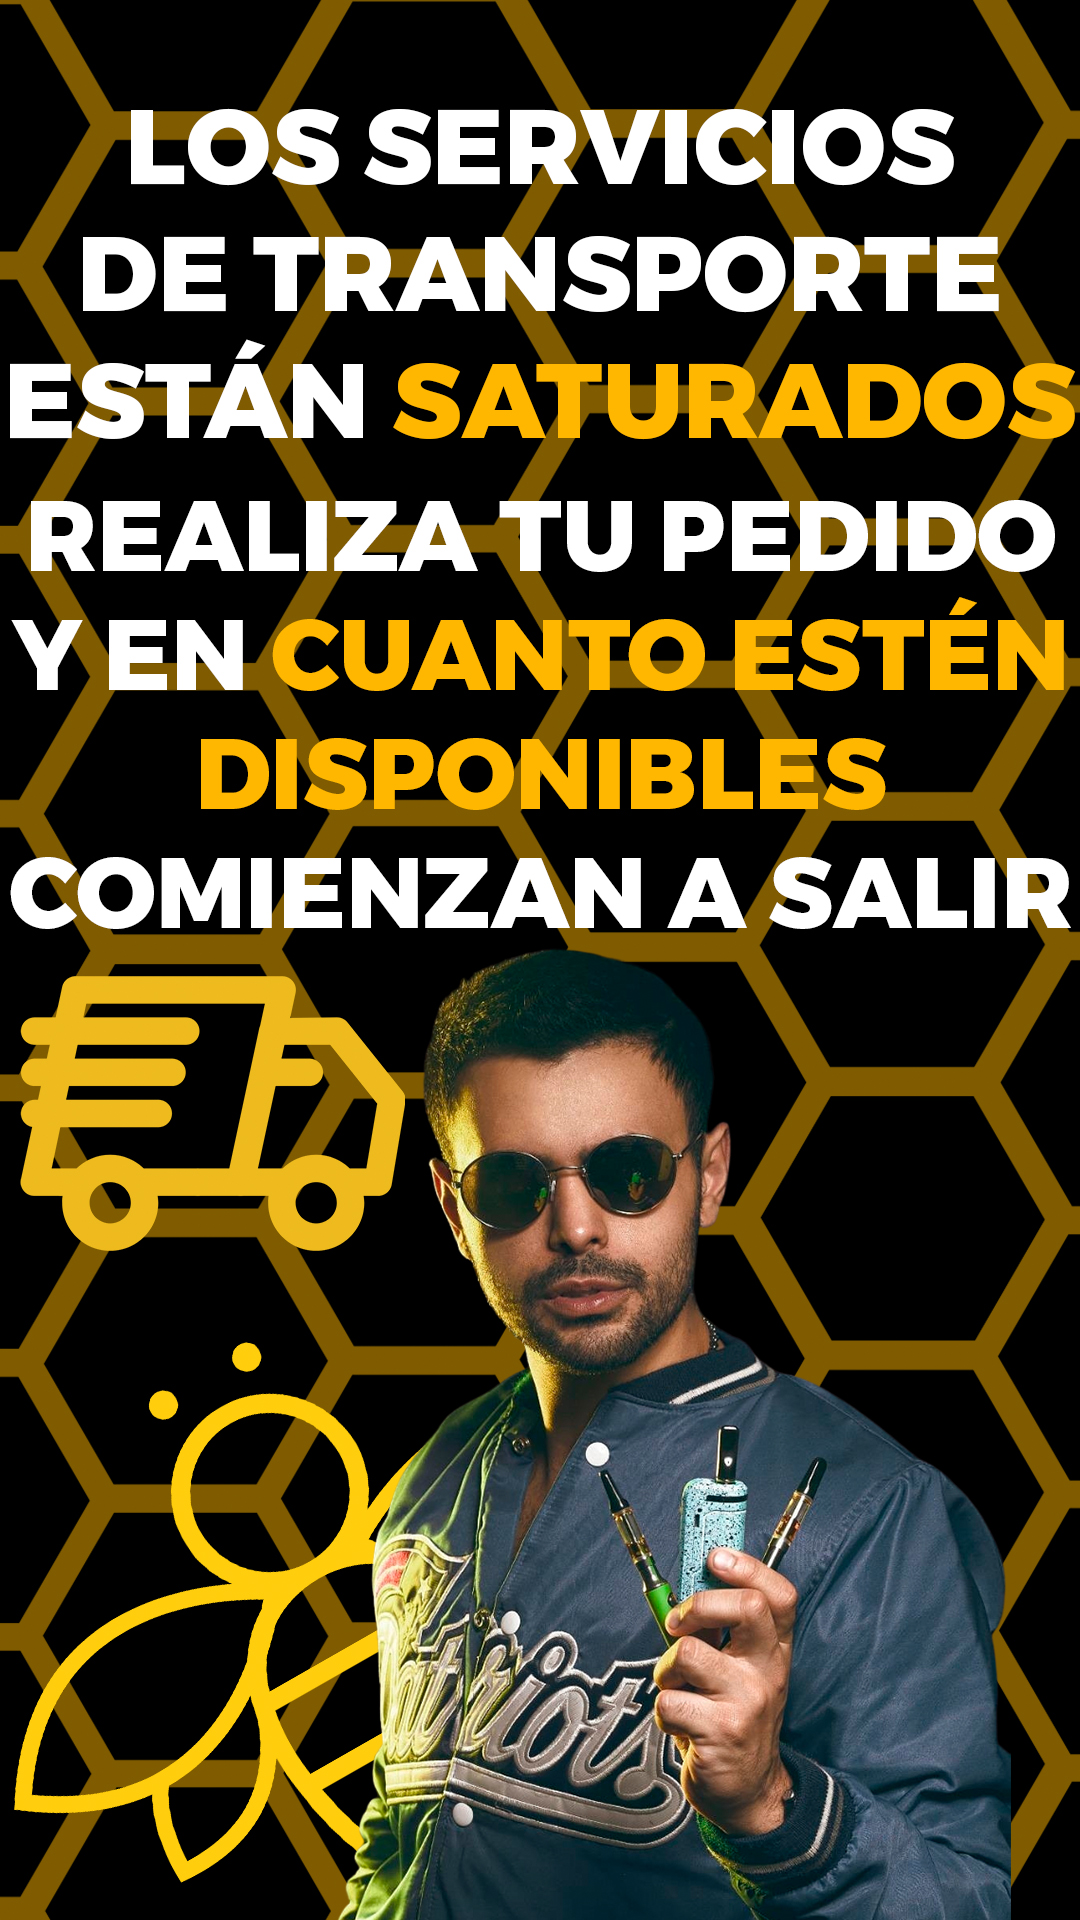 LOS SERVICIOS
DE TRANSPORTE
ESTÁN SATURADOS
REALIZA TU PEDIDO
Y EN CUANTO ESTÉN
DISPONIBLES
COMIENZAN A SALIR
Patriots